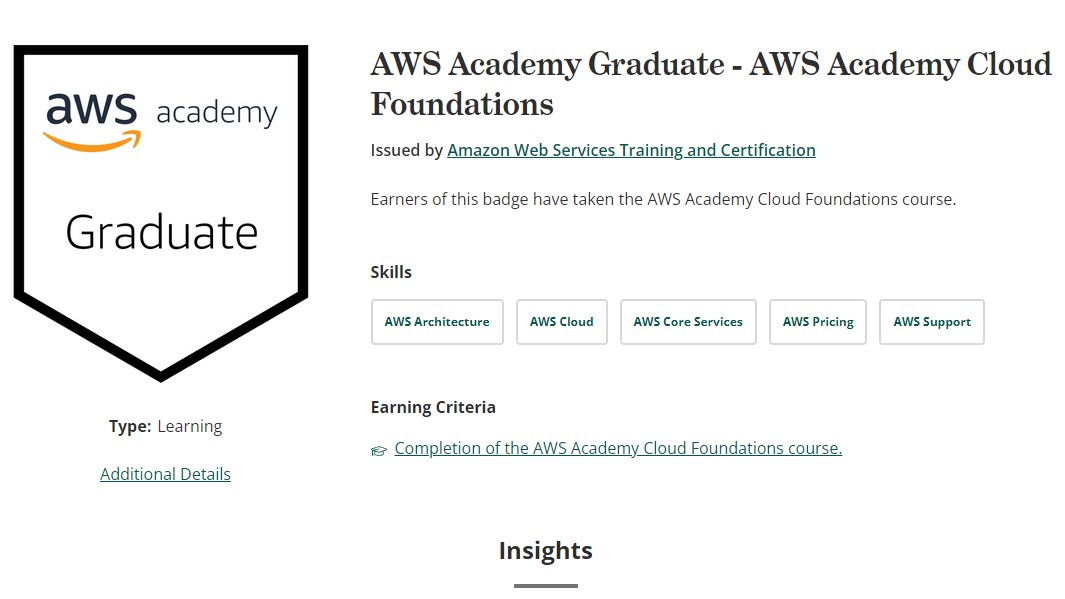 aws academy
Graduate
Type: Learning
Additional Details
AWS Academy Graduate - AWS Academy Cloud
Foundations
Issued by Amazon Web Services Training and Certification
Earners of this badge have taken the AWS Academy Cloud Foundations course.
Skills
AWS Architecture AWS Cloud AWS Core Services AWS Pricing AWS Support
Earning Criteria
Completion of the AWS Academy Cloud Foundations course.
Insights